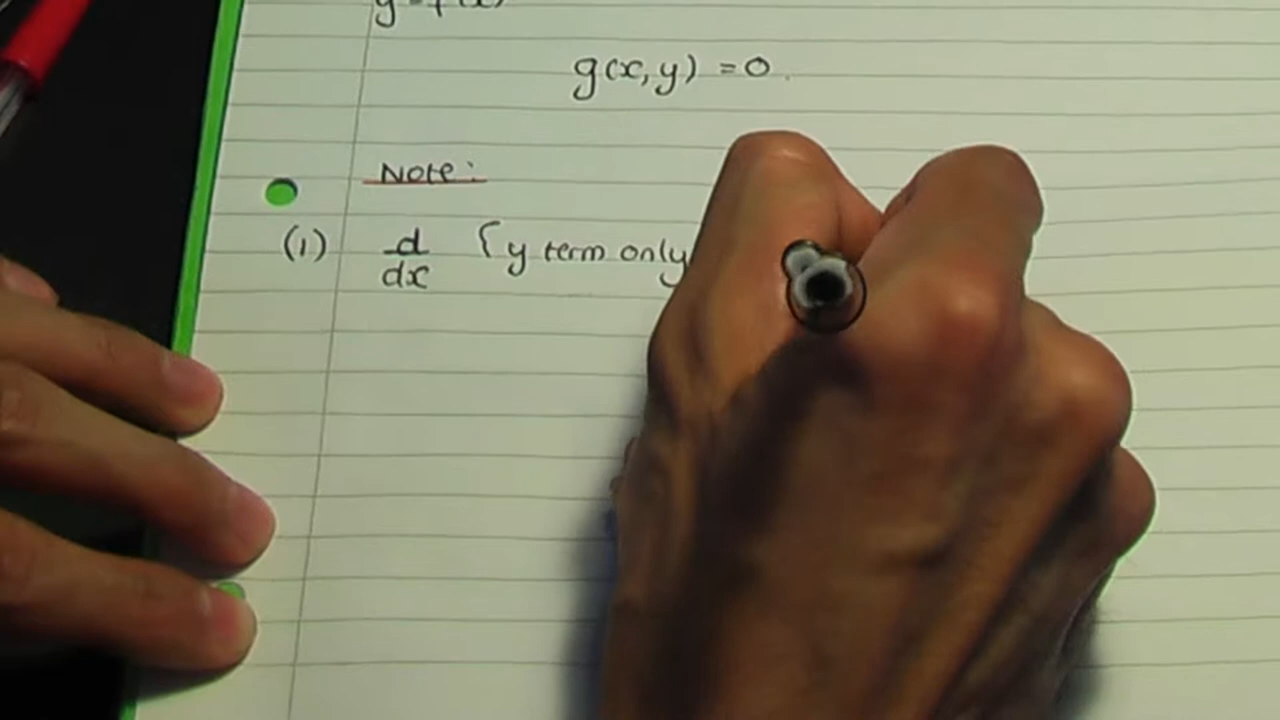 y = f(x)
g(x, y) = 0.
Note:
(1) d/dx { y term only